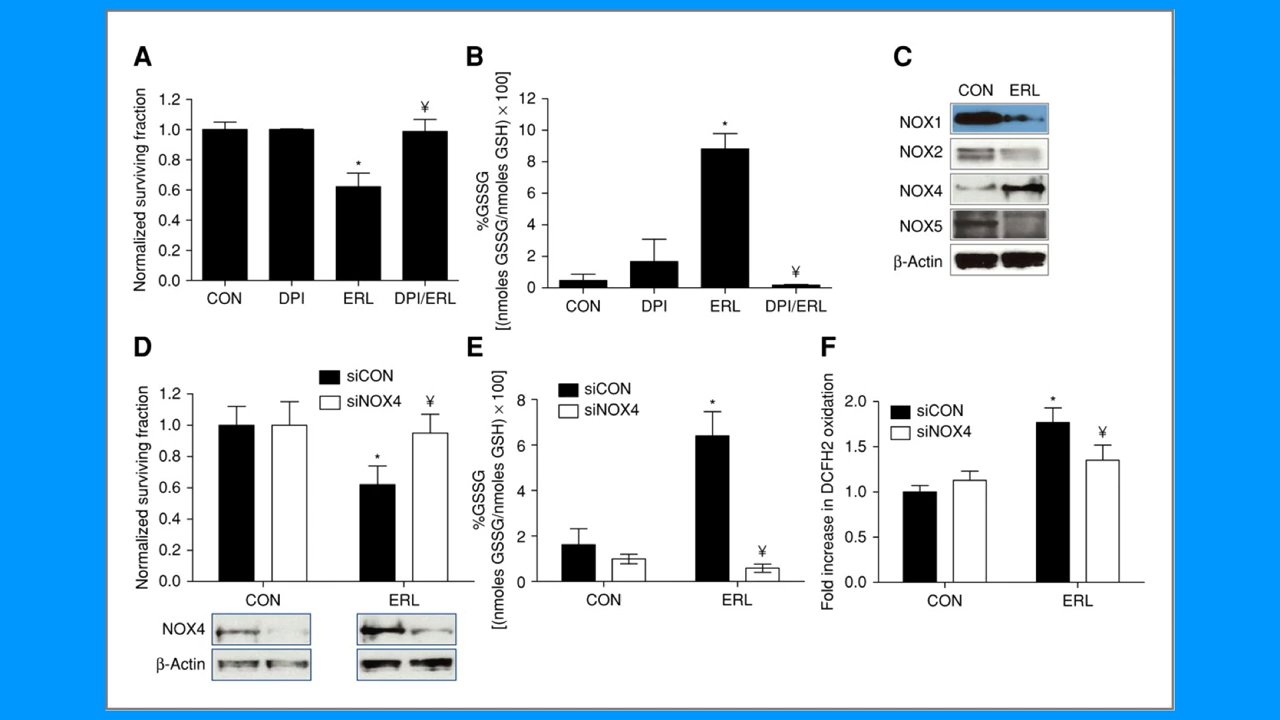 A
Normalized surviving fraction
1.2
1.0
0.8
0.6
0.4
0.2
0.0
*
¥
CON DPI ERL DPI/ERL
B
%GSSG
[(nmoles GSSG/nmoles GSH) × 100]
12
10
8
6
4
2
0
*
¥
CON DPI ERL DPI/ERL
C
CON ERL
NOX1
NOX2
NOX4
NOX5
β-Actin
D
Normalized surviving fraction
1.2
1.0
0.8
0.6
0.4
0.2
0.0
siCON
siNOX4
*
¥
CON ERL
NOX4
β-Actin
E
%GSSG
[(nmoles GSSG/nmoles GSH) × 100]
8
6
4
2
0
siCON
siNOX4
*
¥
CON ERL
F
Fold increase in DCFH2 oxidation
2.0
1.5
1.0
0.5
0.0
siCON
siNOX4
*
¥
CON ERL